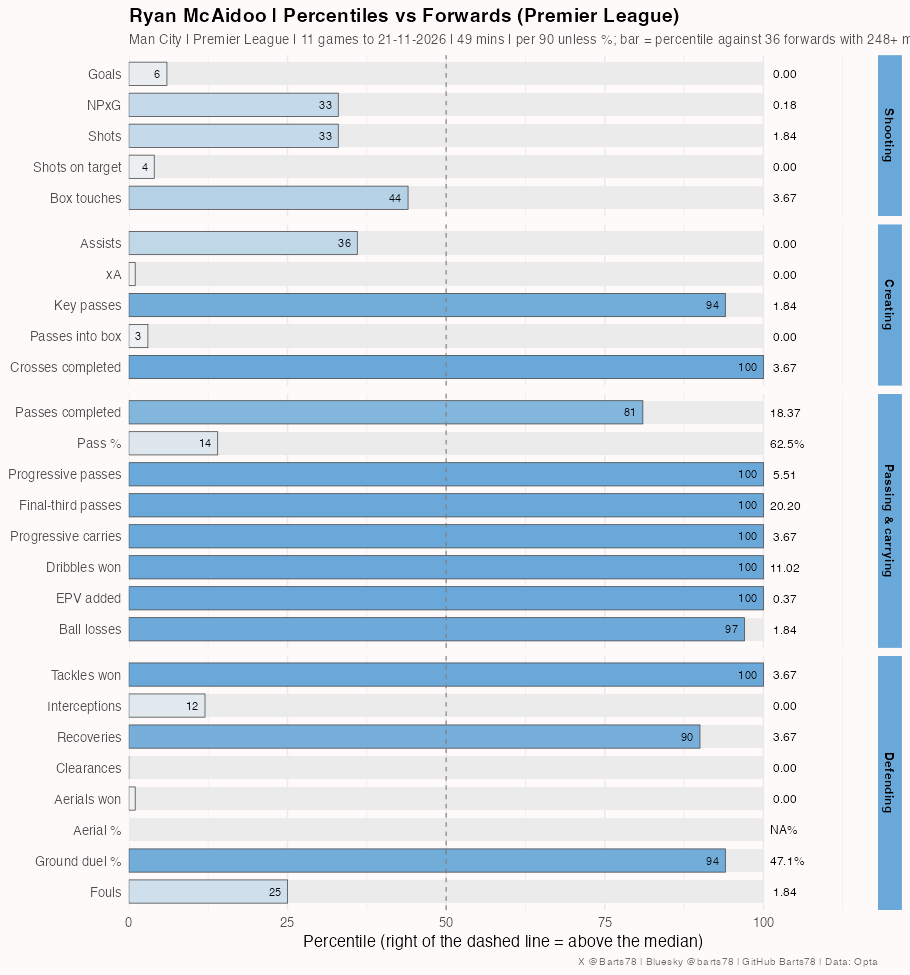 Ryan McAidoo | Percentiles vs Forwards (Premier League)
Man City | Premier League | 11 games to 21-11-2026 | 49 mins | per 90 unless %; bar = percentile against 36 forwards with 248+ m
Shooting
Goals 6 0.00
NPxG 33 0.18
Shots 33 1.84
Shots on target 4 0.00
Box touches 44 3.67
Creating
Assists 36 0.00
xA 0.00
Key passes 94 1.84
Passes into box 3 0.00
Crosses completed 100 3.67
Passing & carrying
Passes completed 81 18.37
Pass % 14 62.5%
Progressive passes 100 5.51
Final-third passes 100 20.20
Progressive carries 100 3.67
Dribbles won 100 11.02
EPV added 100 0.37
Ball losses 97 1.84
Defending
Tackles won 100 3.67
Interceptions 12 0.00
Recoveries 90 3.67
Clearances 0.00
Aerials won 0.00
Aerial % NA%
Ground duel % 94 47.1%
Fouls 25 1.84
0 25 50 75 100
Percentile (right of the dashed line = above the median)
X @Barts78 | Bluesky @barts78 | GitHub Barts78 | Data: Opta